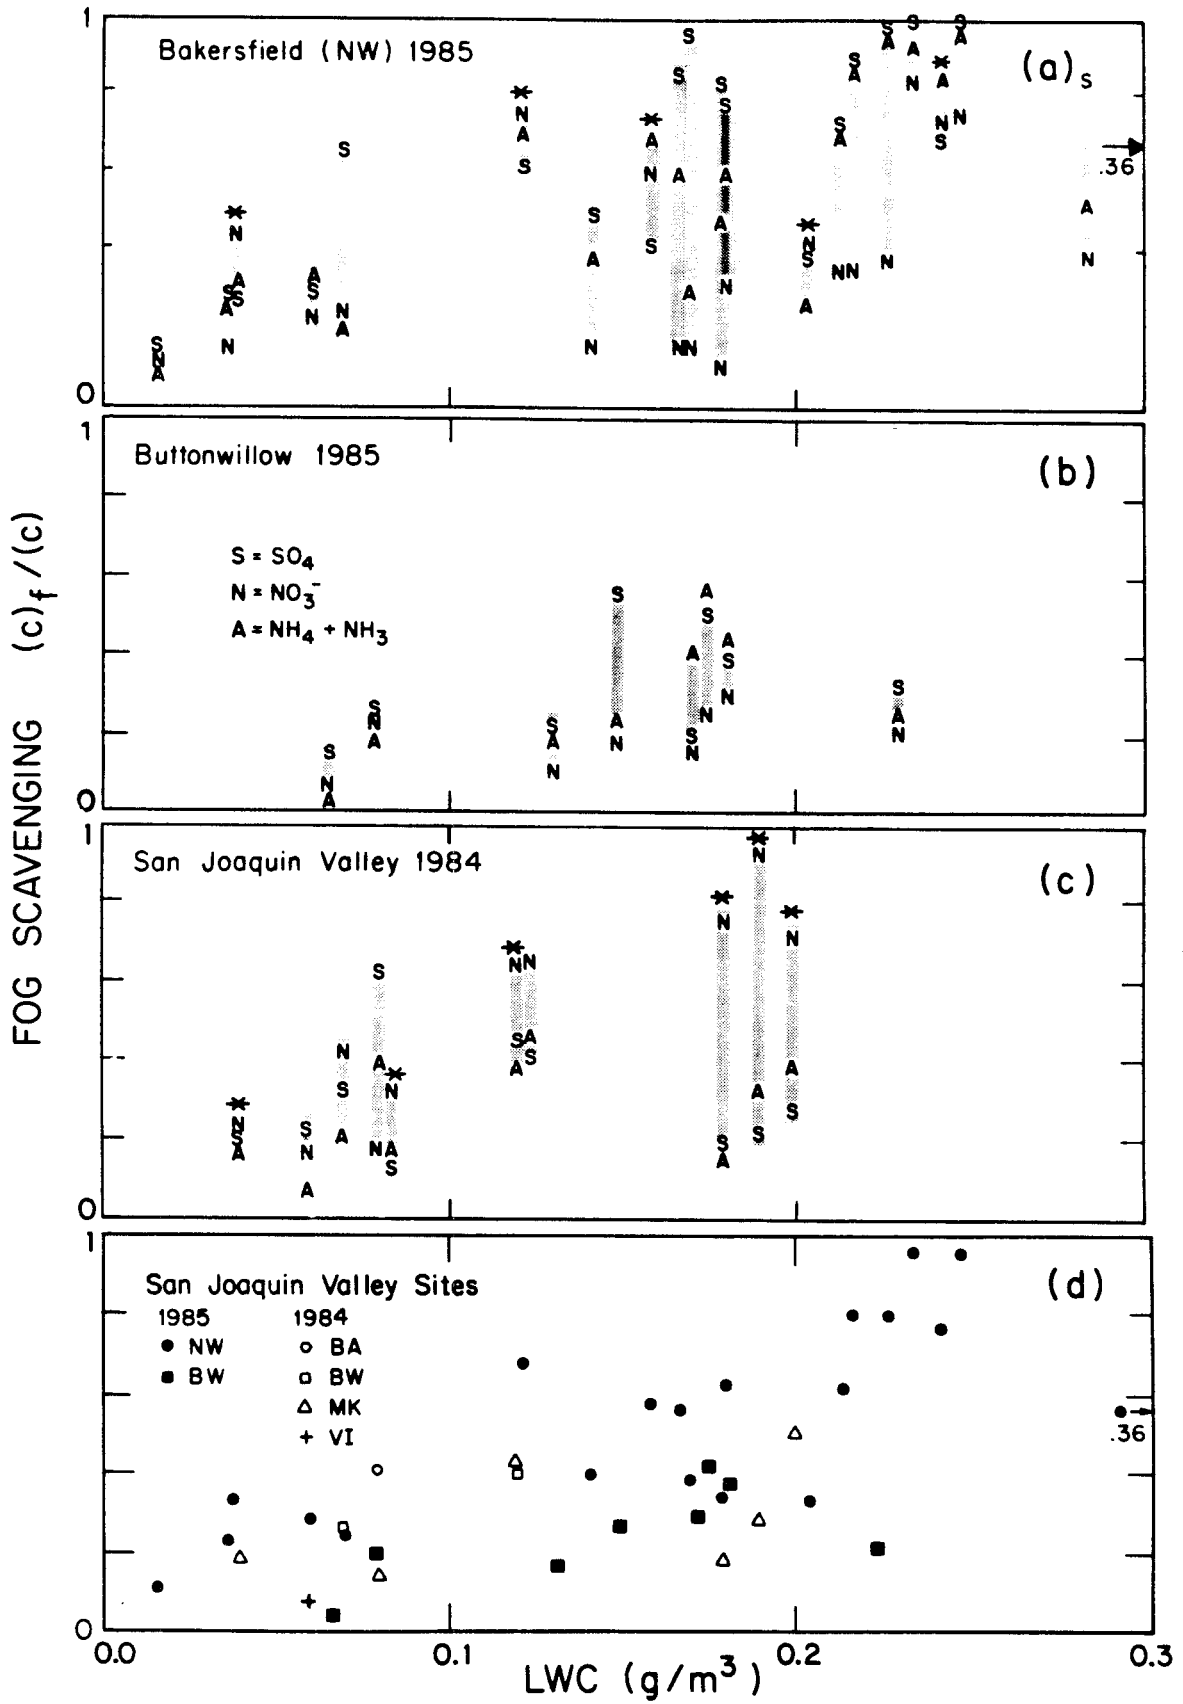 1
Bakersfield (NW) 1985
(a)
S
.36
0
1
Buttonwillow 1985
(b)
S = SO4
N = NO3-
A = NH4 + NH3
0
1
San Joaquin Valley 1984
(c)
0
1
San Joaquin Valley Sites
(d)
1985 1984
NW BA
BW BW
MK
VI
.36
0
0.0 0.1 0.2 0.3
LWC (g/m3)
FOG SCAVENGING (c)f/(c)